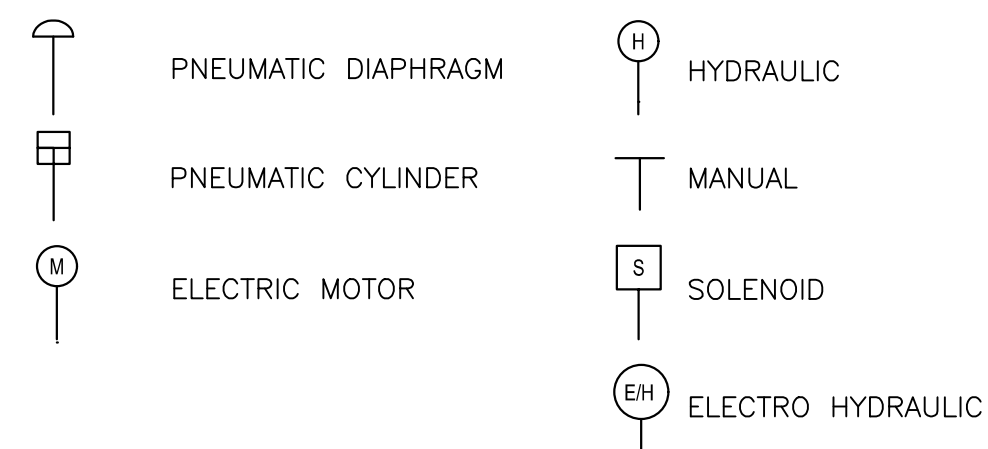 PNEUMATIC DIAPHRAGM
PNEUMATIC CYLINDER
M ELECTRIC MOTOR
H HYDRAULIC
MANUAL
S SOLENOID
E/H ELECTRO HYDRAULIC